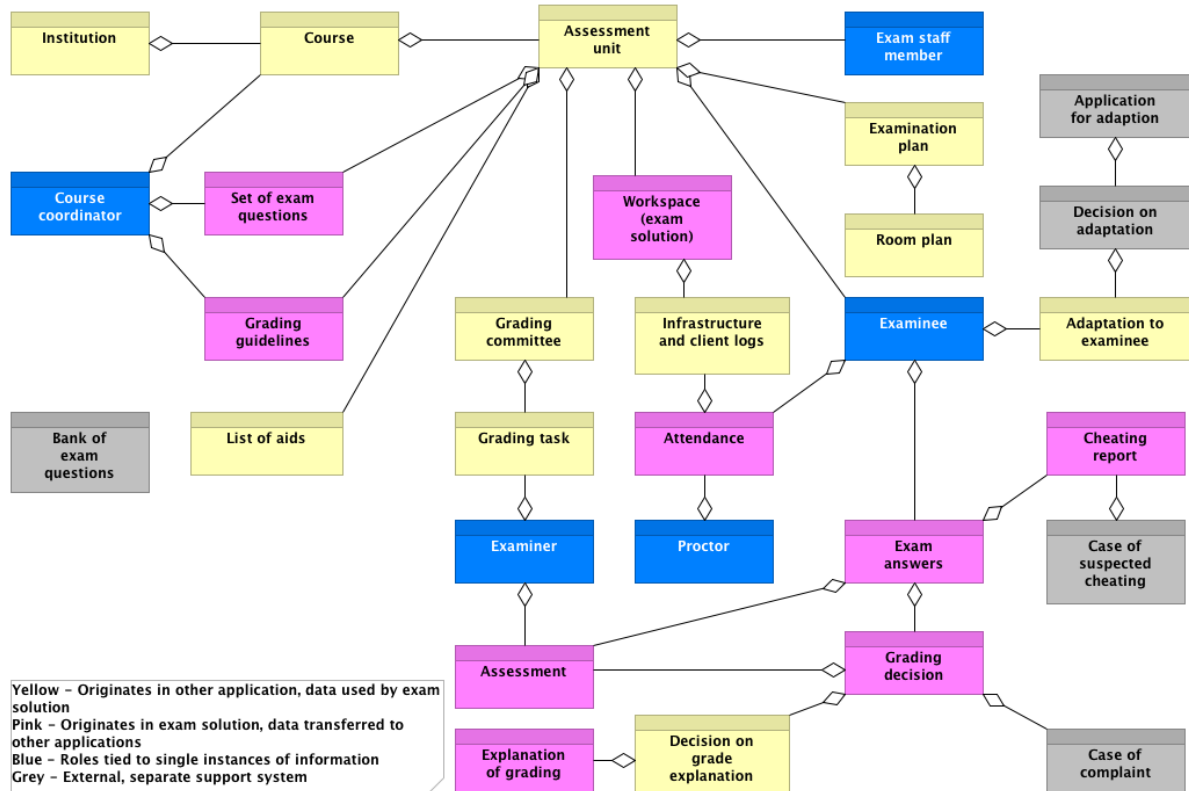 Institution
Course
Assessment
unit
Exam staff
member
Application
for adaption
Examination
plan
Course
coordinator
Set of exam
questions
Workspace
(exam
solution)
Decision on
adaptation
Room plan
Grading
guidelines
Grading
committee
Infrastructure
and client logs
Examinee
Adaptation to
examinee
Bank of
exam
questions
List of aids
Grading task
Attendance
Cheating
report
Examiner
Proctor
Exam
answers
Case of
suspected
cheating
Assessment
Grading
decision
Yellow – Originates in other application, data used by exam
solution
Pink – Originates in exam solution, data transferred to
other applications
Blue – Roles tied to single instances of information
Grey – External, separate support system
Explanation
of grading
Decision on
grade
explanation
Case of
complaint